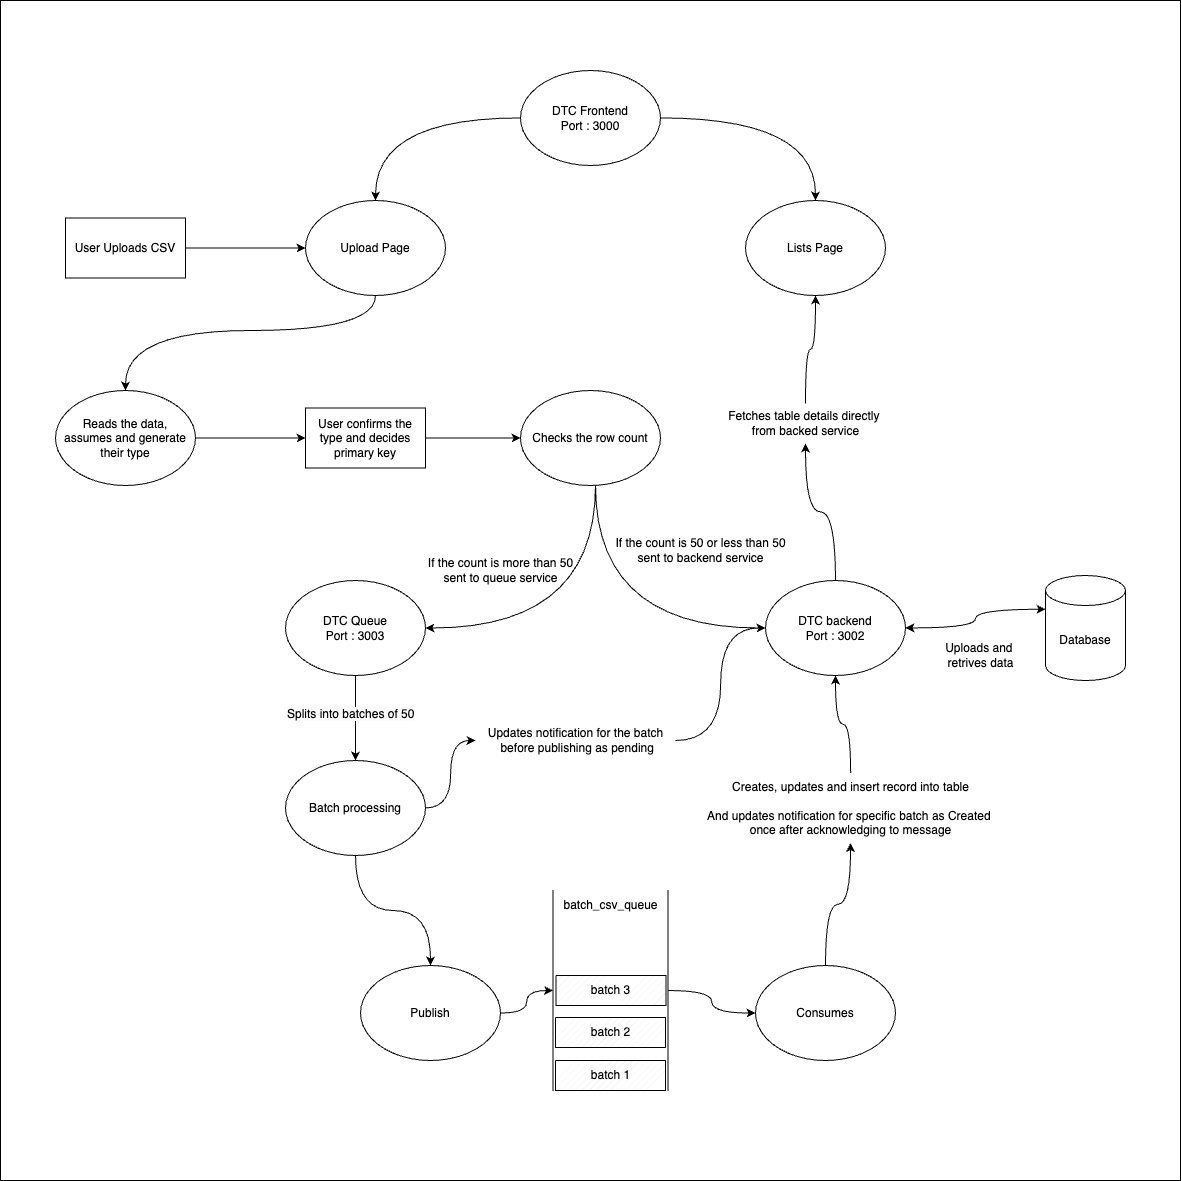 DTC Frontend
Port : 3000
User Uploads CSV
Upload Page
Lists Page
Reads the data,
assumes and generate
their type
User confirms the
type and decides
primary key
Checks the row count
Fetches table details directly
from backed service
If the count is more than 50
sent to queue service
If the count is 50 or less than 50
sent to backend service
DTC Queue
Port : 3003
DTC backend
Port : 3002
Database
Uploads and
retrives data
Splits into batches of 50
Updates notification for the batch
before publishing as pending
Batch processing
Creates, updates and insert record into table
And updates notification for specific batch as Created
once after acknowledging to message
batch_csv_queue
Publish
batch 3
batch 2
batch 1
Consumes